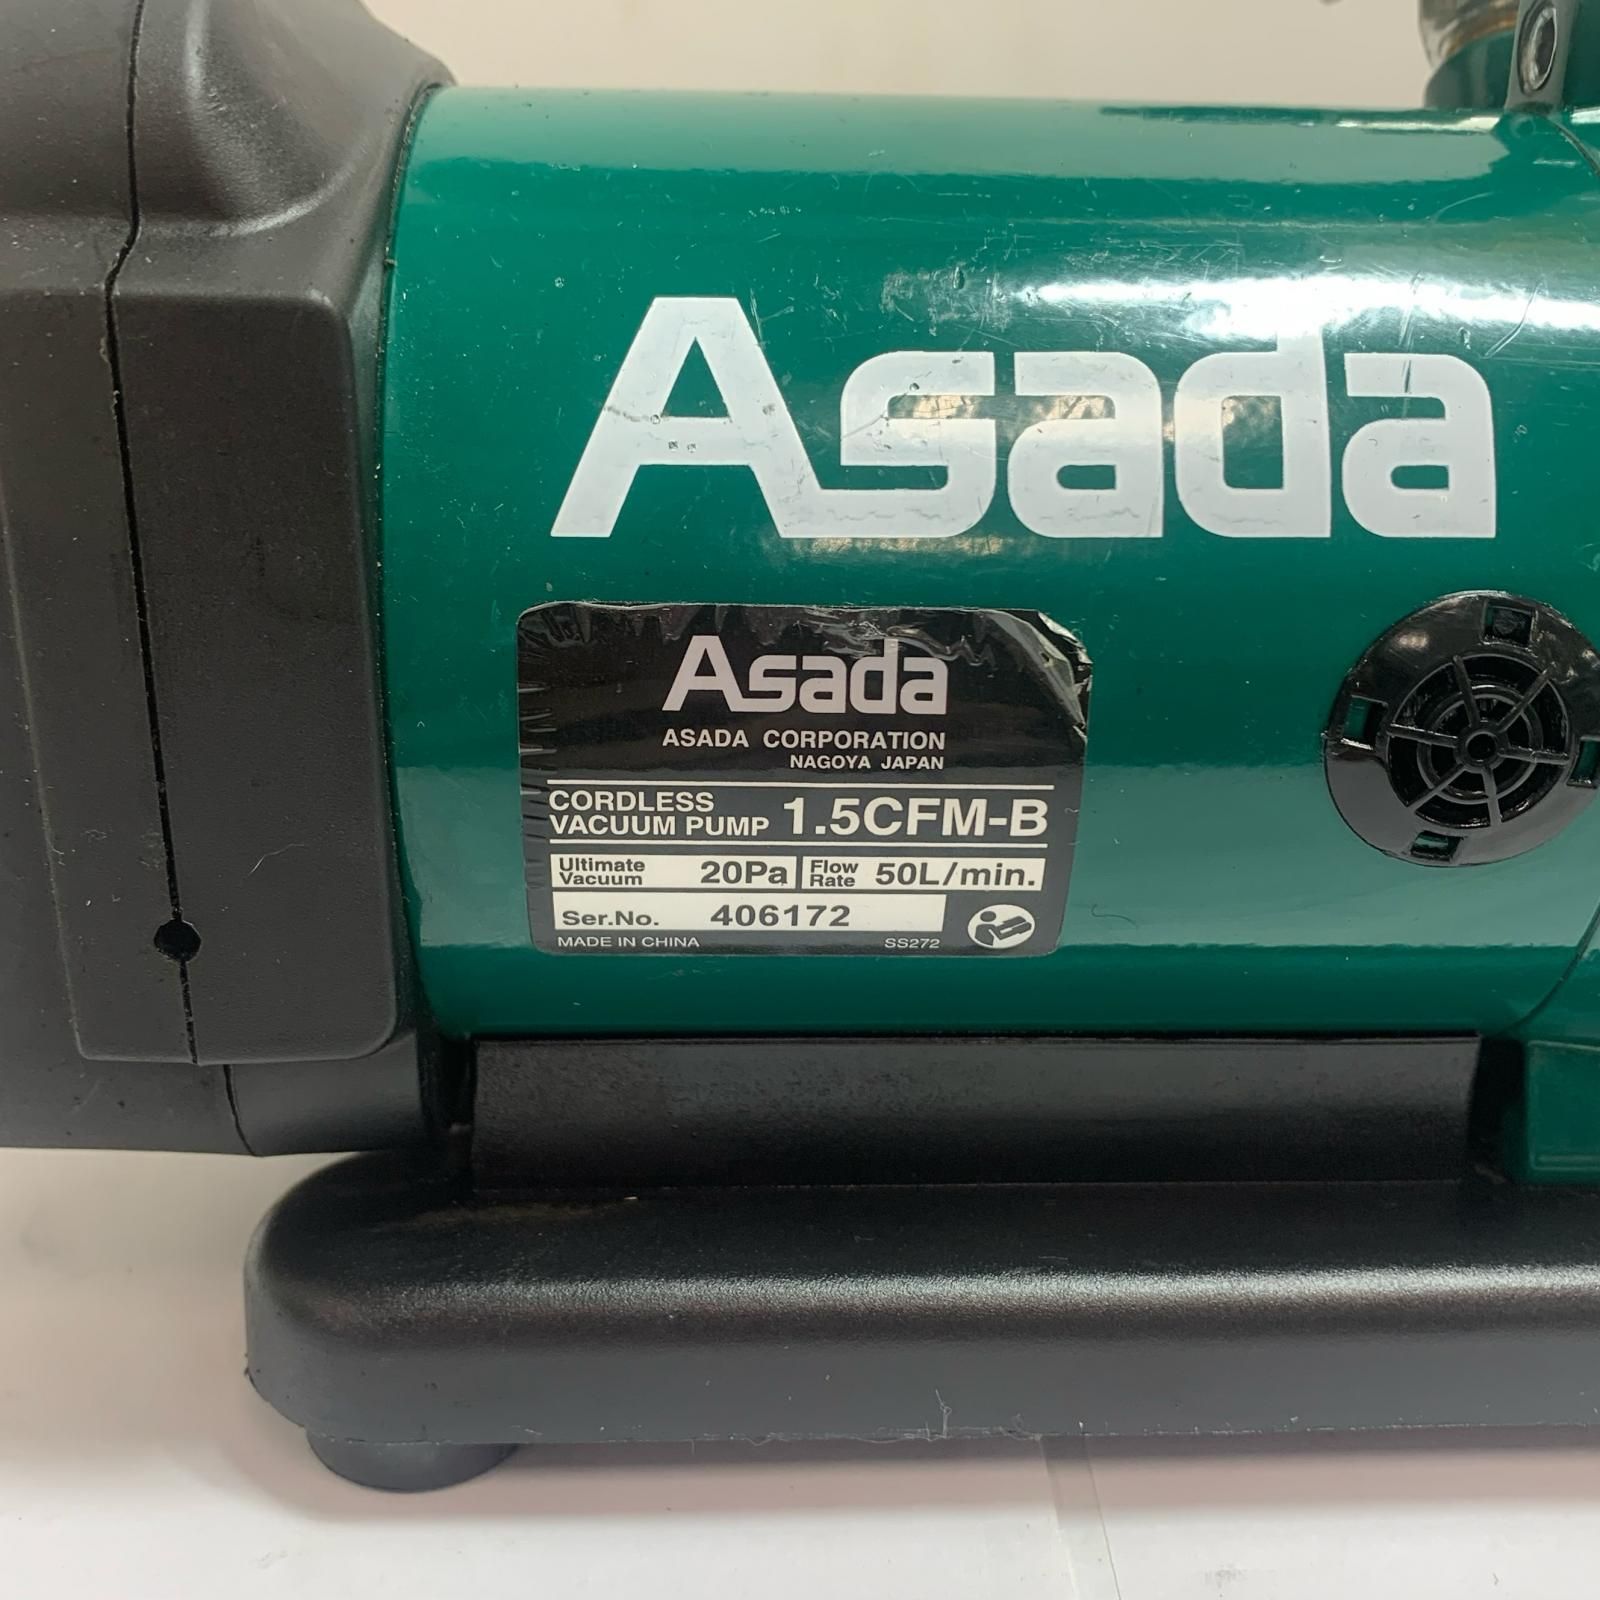 Asada
Asada
ASADA CORPORATION
NAGOYA JAPAN
CORDLESS
VACUUM PUMP 1.5CFM-B
Ultimate Vacuum 20Pa Flow Rate 50L/min.
Ser.No. 406172
MADE IN CHINA SS272